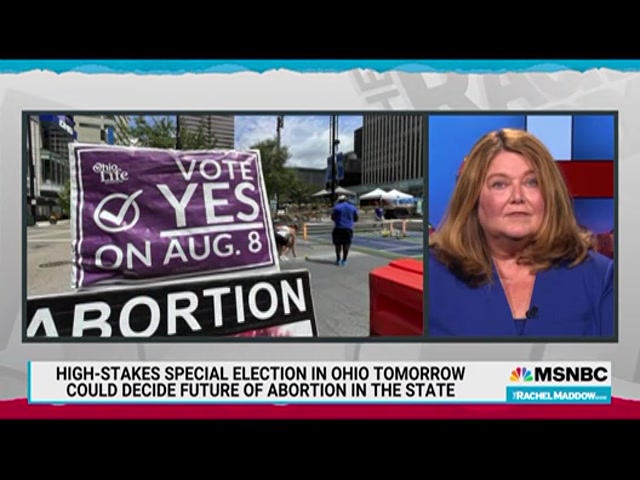 Ohio
LIFE
VOTE
YES
ON AUG. 8
ABORTION
HIGH-STAKES SPECIAL ELECTION IN OHIO TOMORROW
COULD DECIDE FUTURE OF ABORTION IN THE STATE
MSNBC
THE RACHEL MADDOW SHOW